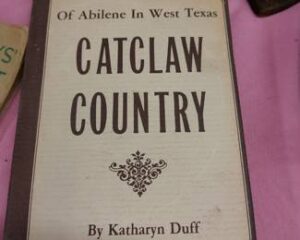 Of Abilene In West Texas
CATCLAW
COUNTRY
By Katharyn Duff